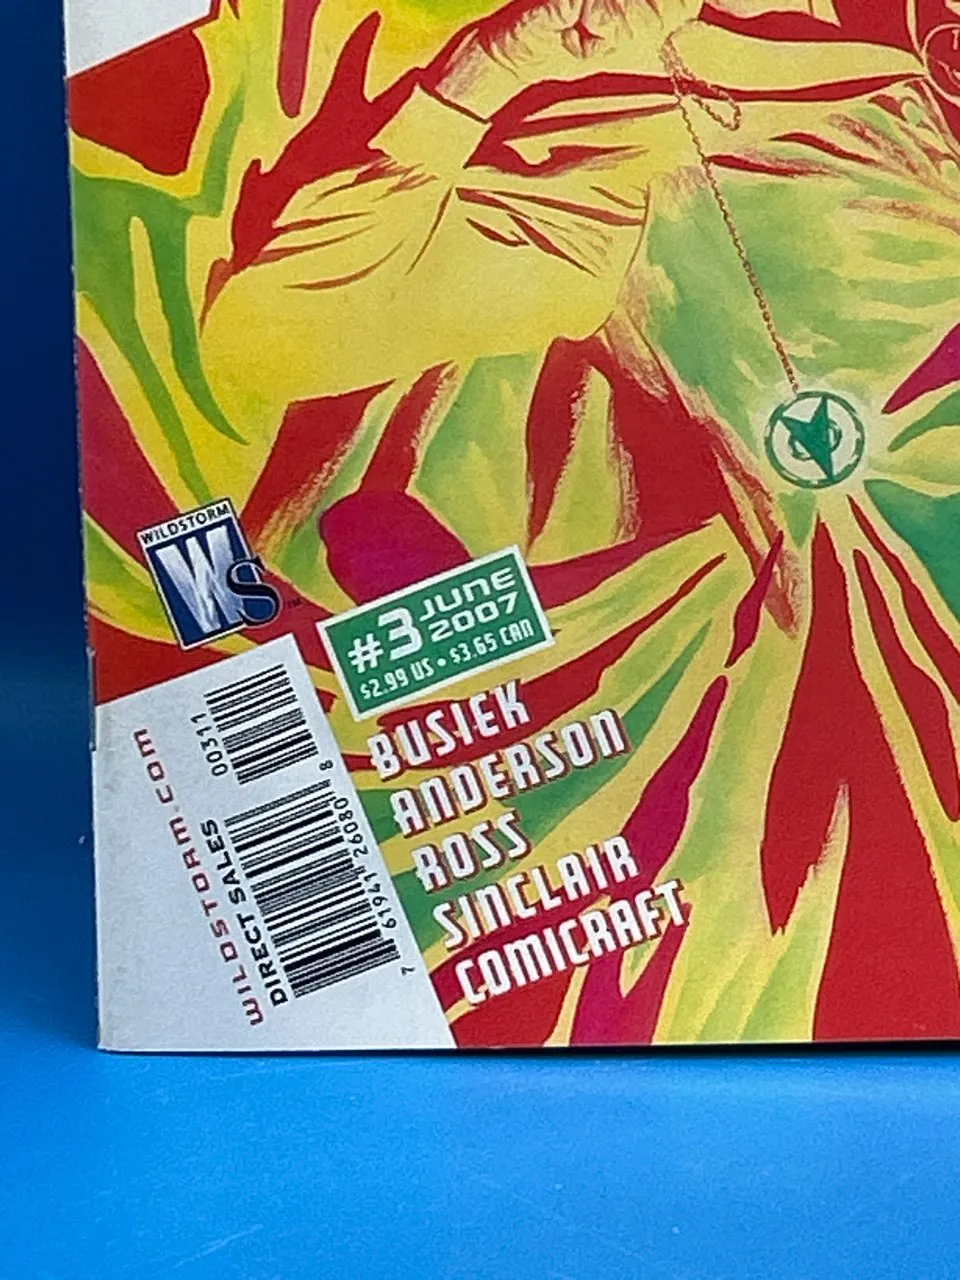 WILDSTORM
WS
#3 JUNE 2007
$2.99 US • $3.65 CAN
BUSIEK
ANDERSON
ROSS
SINCLAIR
COMICRAFT
WILDSTORM.COM
DIRECT SALES
00311
7 61941 26080 8